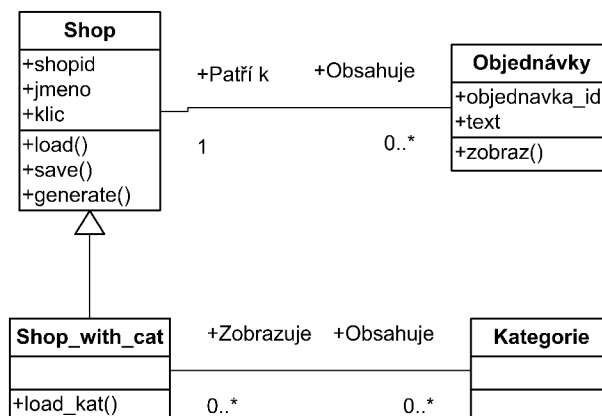 Shop
+shopid
+jmeno
+klic
+load()
+save()
+generate()
+Patří k
+Obsahuje
1
0..*
Objednávky
+objednavka_id
+text
+zobraz()
Shop_with_cat
+load_kat()
+Zobrazuje
+Obsahuje
0..*
0..*
Kategorie